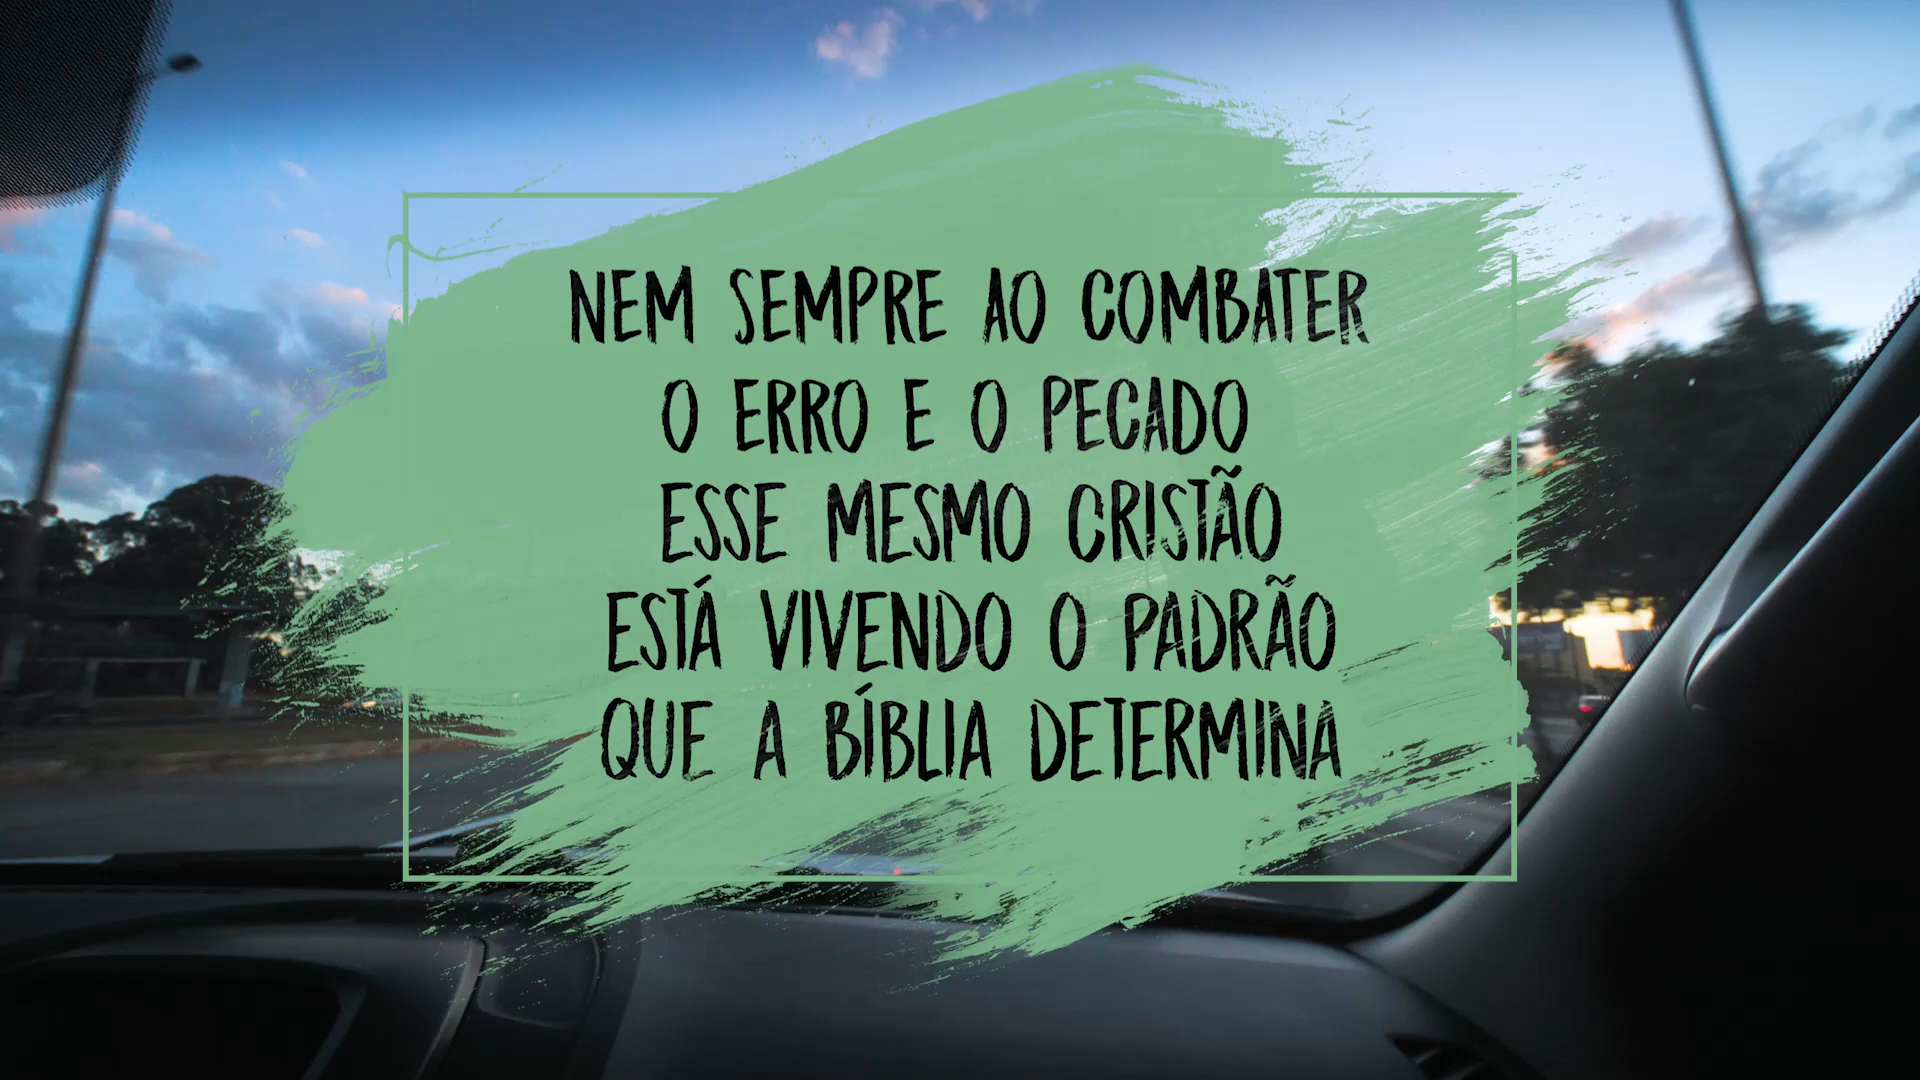 NEM SEMPRE AO COMBATER
O ERRO E O PECADO
ESSE MESMO CRISTÃO
ESTÁ VIVENDO O PADRÃO
QUE A BÍBLIA DETERMINA